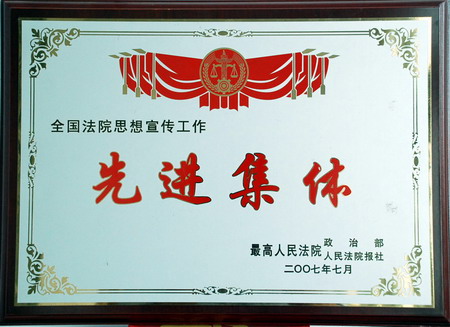 全国法院思想宣传工作
先进集体
最高人民法院 政治部
人民法院报社
二〇〇七年七月